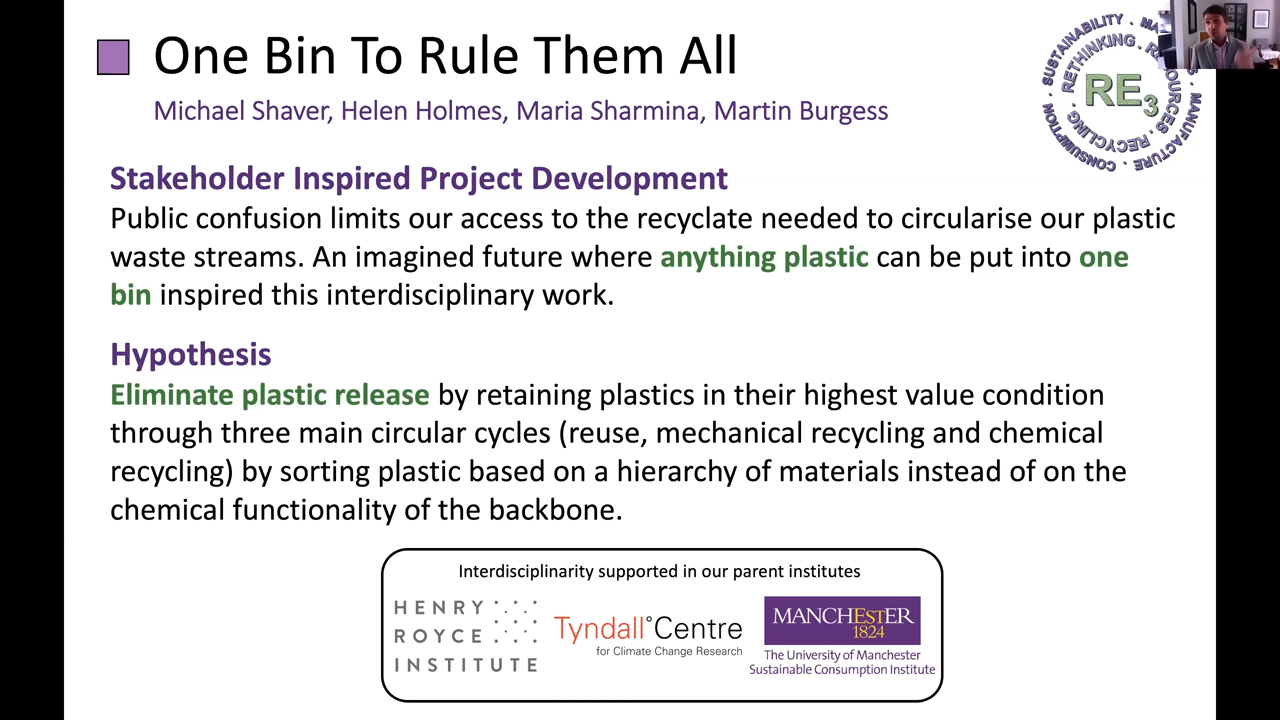 One Bin To Rule Them All
Michael Shaver, Helen Holmes, Maria Sharmina, Martin Burgess
SUSTAINABILITY . MA
RETHINKING . R
RE3
OURCES . RECYCLING
S . MANUFACTURE . CONSUMPTION .
Stakeholder Inspired Project Development
Public confusion limits our access to the recyclate needed to circularise our plastic
waste streams. An imagined future where anything plastic can be put into one
bin inspired this interdisciplinary work.
Hypothesis
Eliminate plastic release by retaining plastics in their highest value condition
through three main circular cycles (reuse, mechanical recycling and chemical
recycling) by sorting plastic based on a hierarchy of materials instead of on the
chemical functionality of the backbone.
Interdisciplinarity supported in our parent institutes
HENRY
ROYCE
INSTITUTE
Tyndall°Centre
for Climate Change Research
MANCHESTER
1824
The University of Manchester
Sustainable Consumption Institute